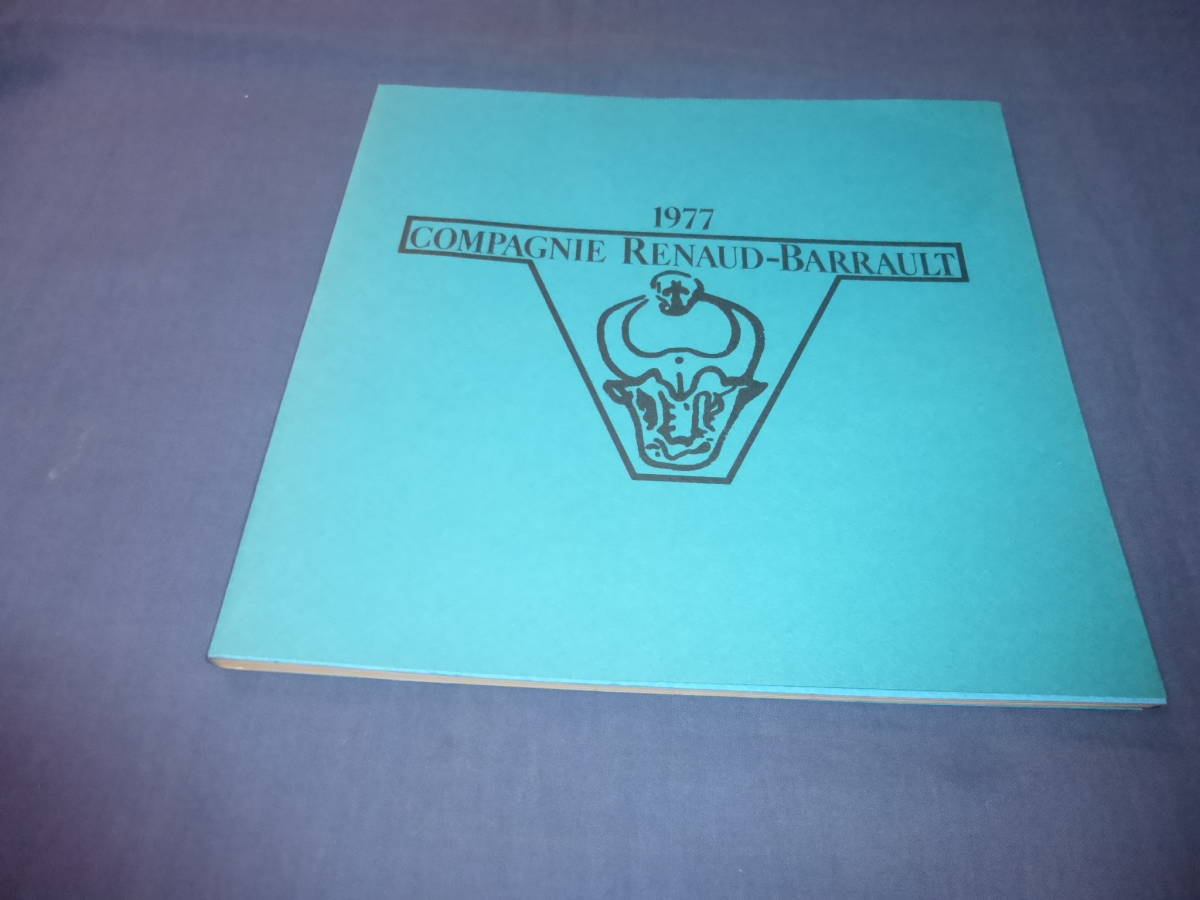 1977
COMPAGNIE RENAUD-BARRAULT